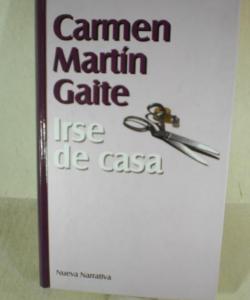 Carmen
Martín
Gaite
Irse
de casa
Nueva Narrativa